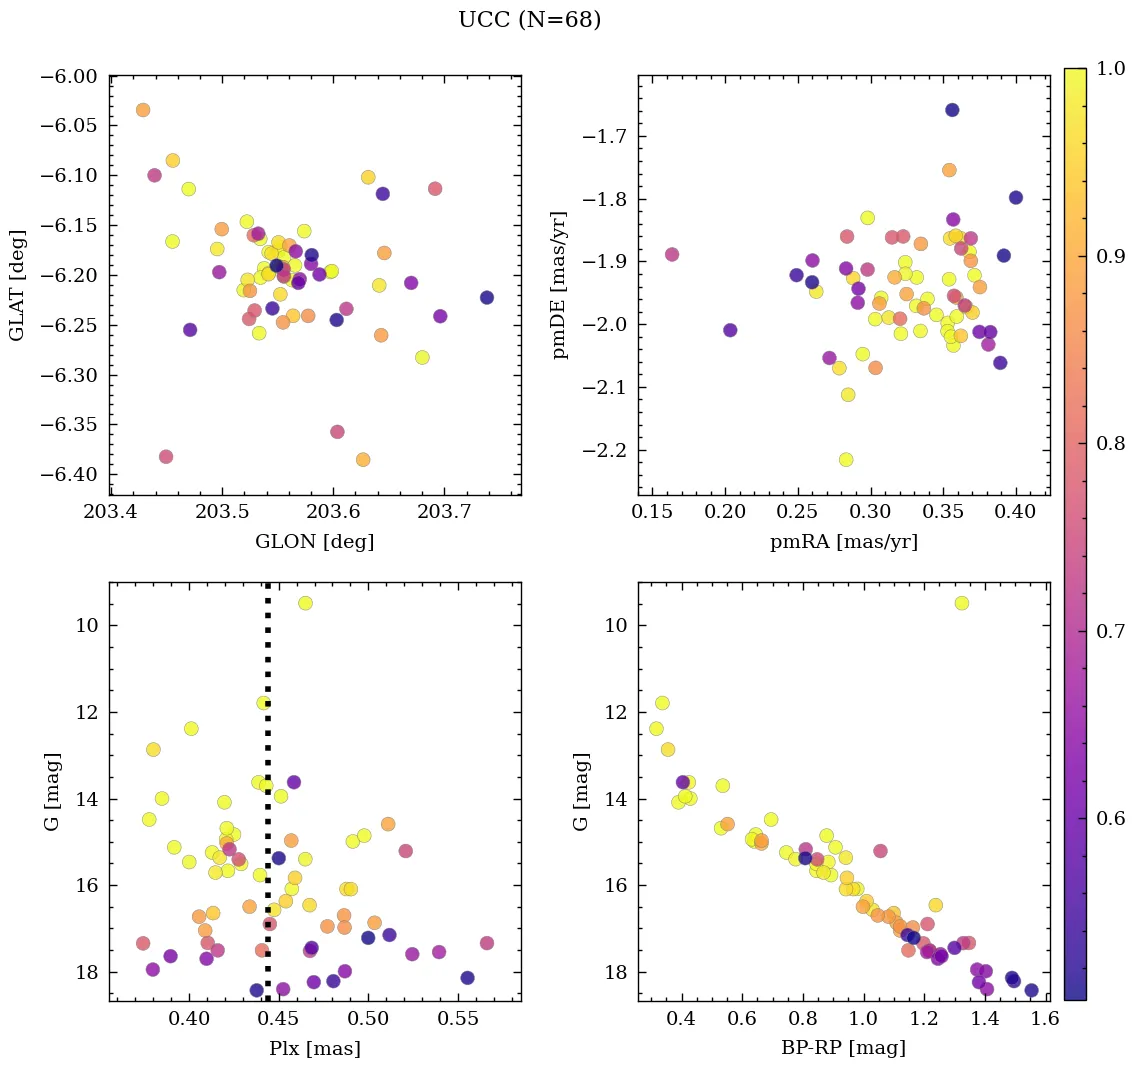 UCC (N=68)
−6.00
−6.05
−6.10
−6.15
−6.20
−6.25
−6.30
−6.35
−6.40
GLAT [deg]
203.4 203.5 203.6 203.7
GLON [deg]
−1.7
−1.8
−1.9
−2.0
−2.1
−2.2
pmDE [mas/yr]
0.15 0.20 0.25 0.30 0.35 0.40
pmRA [mas/yr]
10
12
14
16
18
G [mag]
0.40 0.45 0.50 0.55
Plx [mas]
10
12
14
16
18
G [mag]
0.4 0.6 0.8 1.0 1.2 1.4 1.6
BP-RP [mag]
1.0
0.9
0.8
0.7
0.6